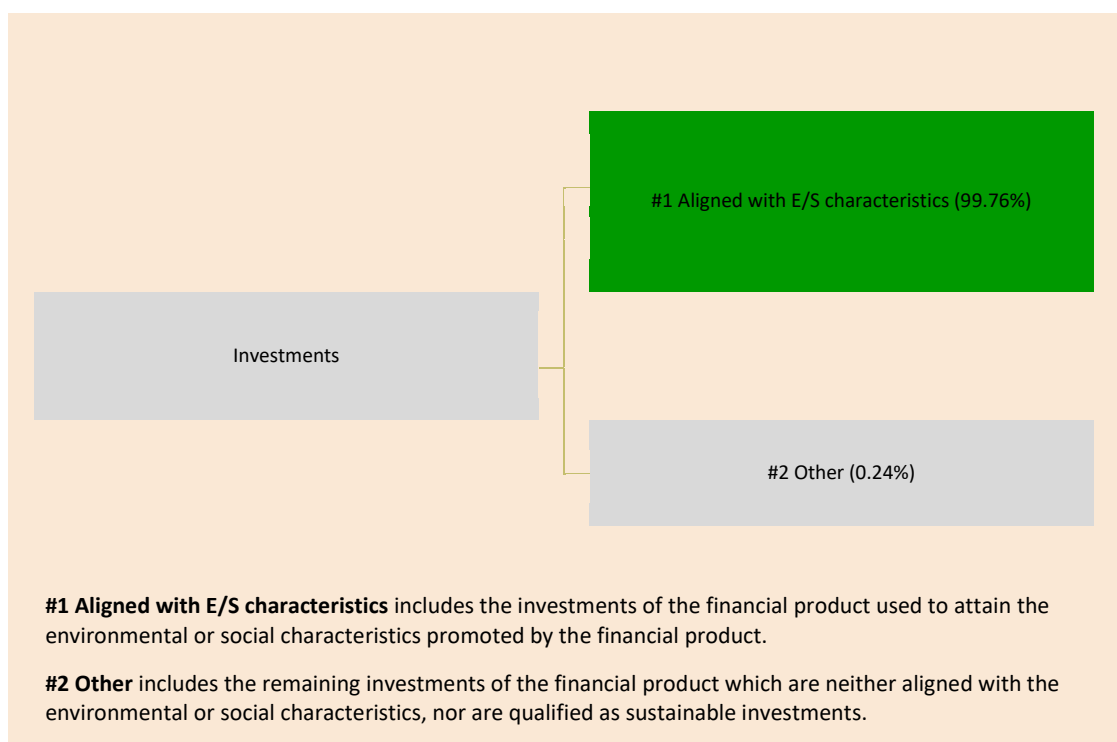 #1 Aligned with E/S characteristics (99.76%)
Investments
#2 Other (0.24%)
#1 Aligned with E/S characteristics includes the investments of the financial product used to attain the
environmental or social characteristics promoted by the financial product.
#2 Other includes the remaining investments of the financial product which are neither aligned with the
environmental or social characteristics, nor are qualified as sustainable investments.